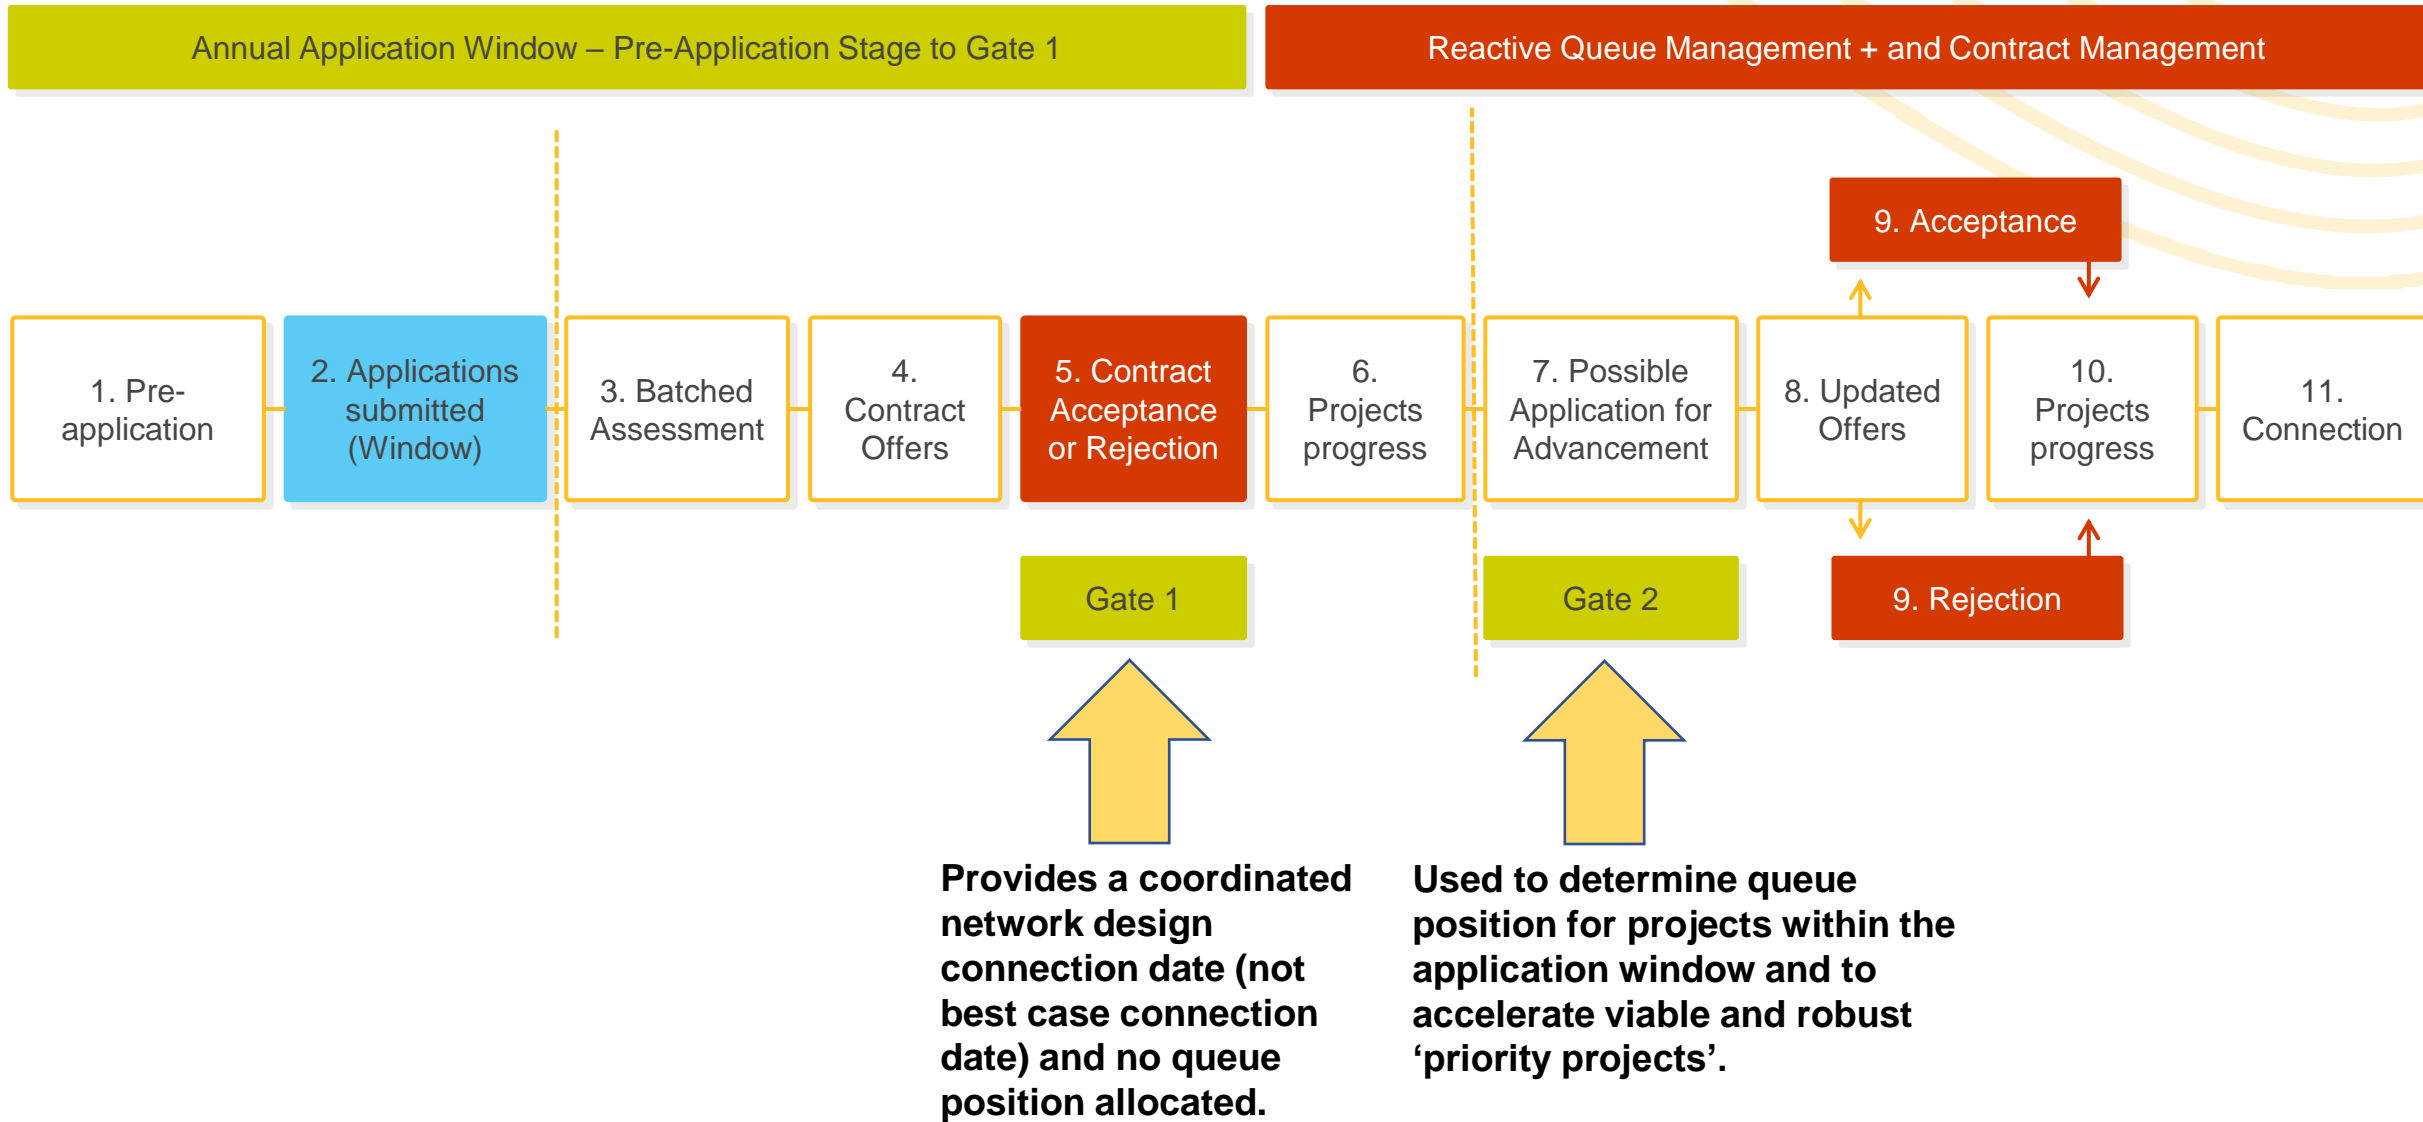 Annual Application Window – Pre-Application Stage to Gate 1
Reactive Queue Management + and Contract Management
9. Acceptance
1. Pre-
application
2. Applications
submitted
(Window)
3. Batched
Assessment
4.
Contract
Offers
5. Contract
Acceptance
or Rejection
6.
Projects
progress
7. Possible
Application for
Advancement
8. Updated
Offers
10.
Projects
progress
11.
Connection
Gate 1
Gate 2
9. Rejection
Provides a coordinated
network design
connection date (not
best case connection
date) and no queue
position allocated.
Used to determine queue
position for projects within the
application window and to
accelerate viable and robust
‘priority projects’.